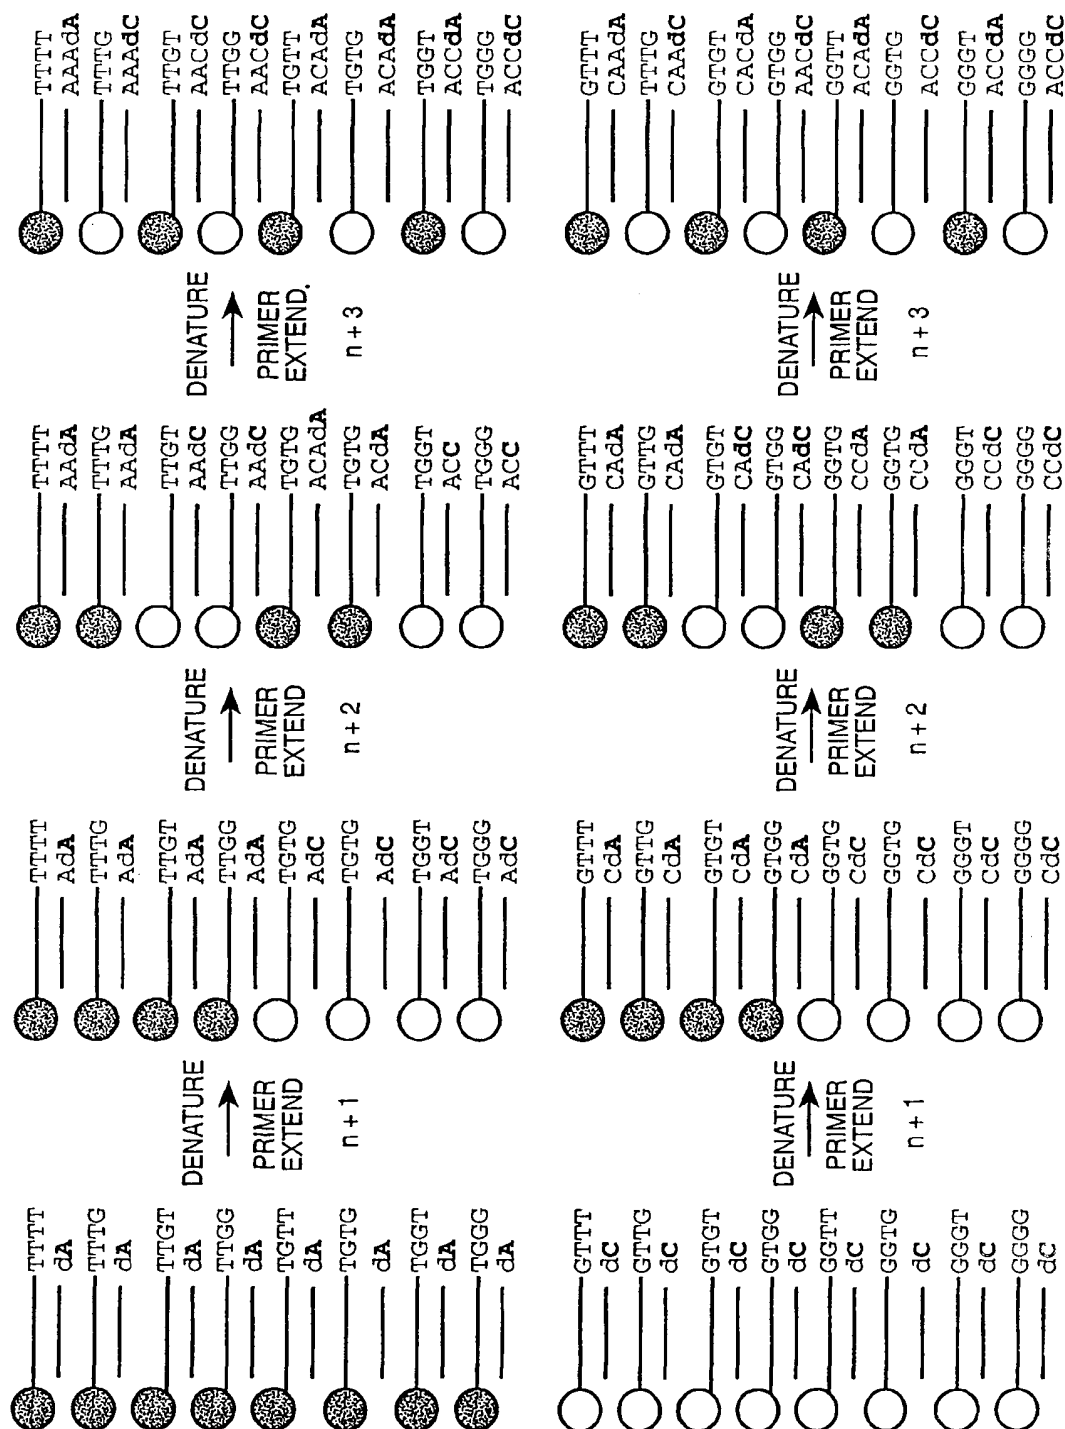 TTTT
dA
TTTG
dA
TTGT
dA
TTGG
dA
TGTT
dA
TGTG
dA
TGGT
dA
TGGG
dA
DENATURE
PRIMER
EXTEND
n + 1
TTTT
AdA
TTTG
AdA
TTGT
AdA
TTGG
AdA
TGTG
AdC
TGTG
AdC
TGGT
AdC
TGGG
AdC
DENATURE
PRIMER
EXTEND
n + 2
TTTT
AAdA
TTTG
AAdA
TTGT
AAdC
TTGG
AAdC
TGTG
ACAdA
TGTG
ACdA
TGGT
ACC
TGGG
ACC
DENATURE
PRIMER
EXTEND.
n + 3
TTTT
AAAdA
TTTG
AAAdC
TTGT
AACdC
TTGG
AACdC
TGTT
ACAdA
TGTG
ACAdA
TGGT
ACCdA
TGGG
ACCdC
GTTT
dC
GTTG
dC
GTGT
dC
GTGG
dC
GGTT
dC
GGTG
dC
GGGT
dC
GGGG
dC
DENATURE
PRIMER
EXTEND
n + 1
GTTT
CdA
GTTG
CdA
GTGT
CdA
GTGG
CdA
GGTG
CdC
GGTG
CdC
GGGT
CdC
GGGG
CdC
DENATURE
PRIMER
EXTEND
n + 2
GTTT
CAdA
GTTG
CAdA
GTGT
CAdC
GTGG
CAdC
GGTG
CCdA
GGTG
CCdA
GGGT
CCdC
GGGG
CCdC
DENATURE
PRIMER
EXTEND
n + 3
GTTT
CAAdA
TTTG
CAAdC
GTGT
CACdA
GTGG
AACdC
GGTT
ACAdA
GGTG
ACCdC
GGGT
ACCdA
GGGG
ACCdC